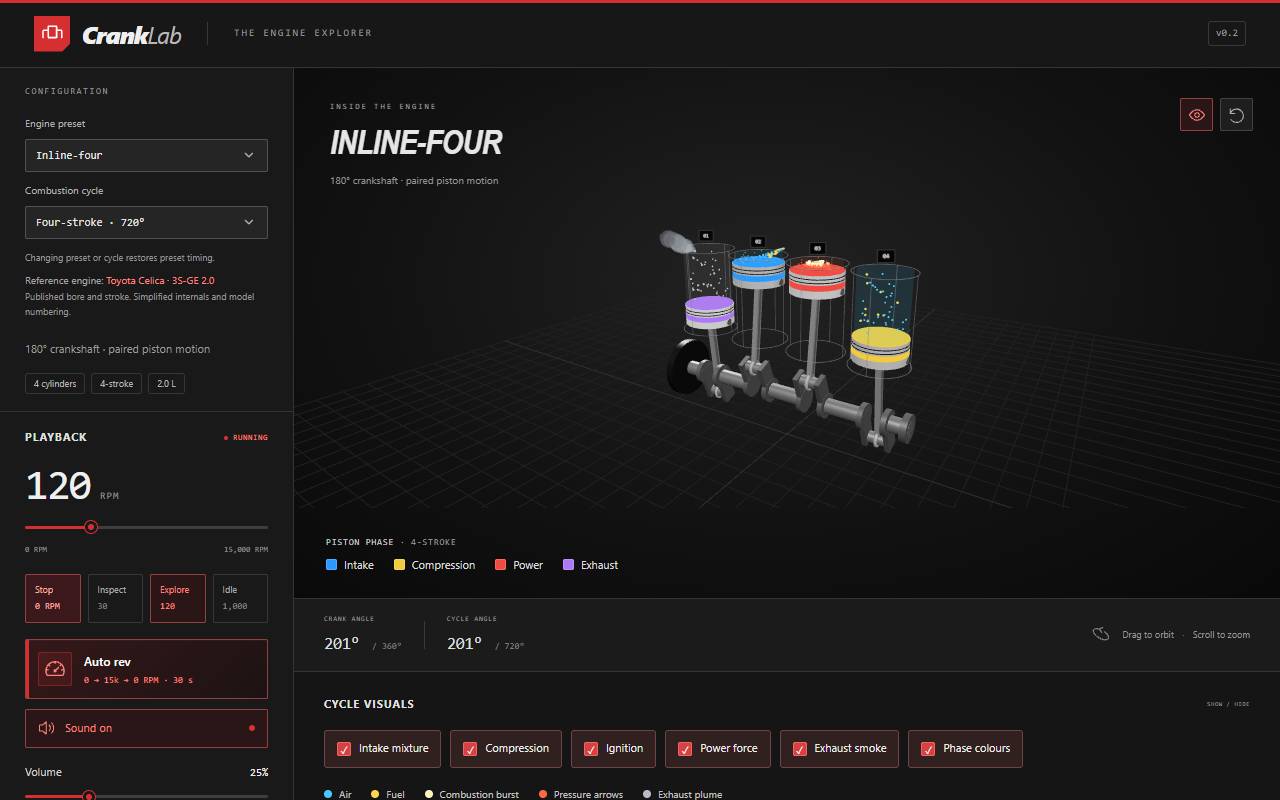 CrankLab
THE ENGINE EXPLORER
v0.2
CONFIGURATION
Engine preset
Inline-four
Combustion cycle
Four-stroke · 720°
Changing preset or cycle restores preset timing.
Reference engine: Toyota Celica · 3S-GE 2.0
Published bore and stroke. Simplified internals and model
numbering.
180° crankshaft · paired piston motion
4 cylinders
4-stroke
2.0 L
PLAYBACK
RUNNING
120 RPM
0 RPM
15,000 RPM
Stop
0 RPM
Inspect
30
Explore
120
Idle
1,000
Auto rev
0 → 15k → 0 RPM · 30 s
Sound on
Volume
25%
INSIDE THE ENGINE
INLINE-FOUR
180° crankshaft · paired piston motion
01
02
03
04
PISTON PHASE · 4-STROKE
Intake
Compression
Power
Exhaust
CRANK ANGLE
201° / 360°
CYCLE ANGLE
201° / 720°
Drag to orbit · Scroll to zoom
CYCLE VISUALS
SHOW / HIDE
Intake mixture
Compression
Ignition
Power force
Exhaust smoke
Phase colours
Air
Fuel
Combustion burst
Pressure arrows
Exhaust plume